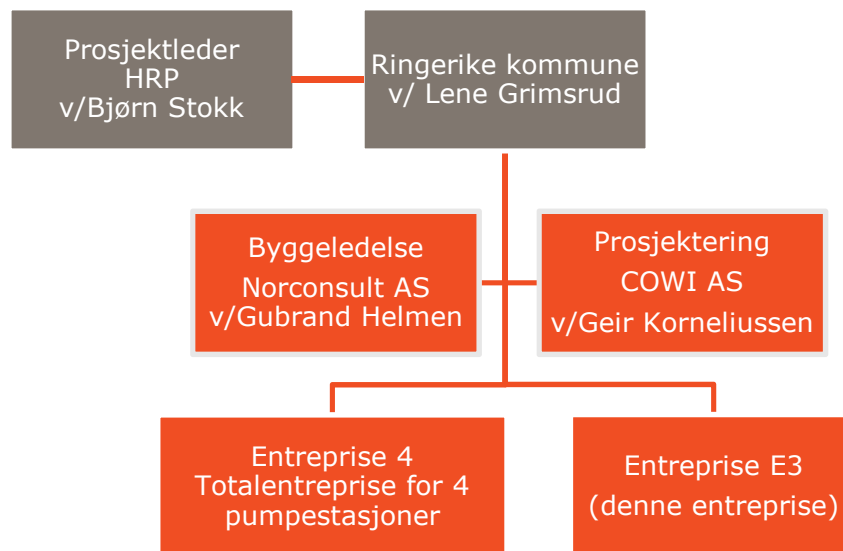 Prosjektleder
HRP
v/Bjørn Stokk
Ringerike kommune
v/ Lene Grimsrud
Byggeledelse
Norconsult AS
v/Gubrand Helmen
Prosjektering
COWI AS
v/Geir Korneliussen
Entreprise 4
Totalentreprise for 4
pumpestasjoner
Entreprise E3
(denne entreprise)